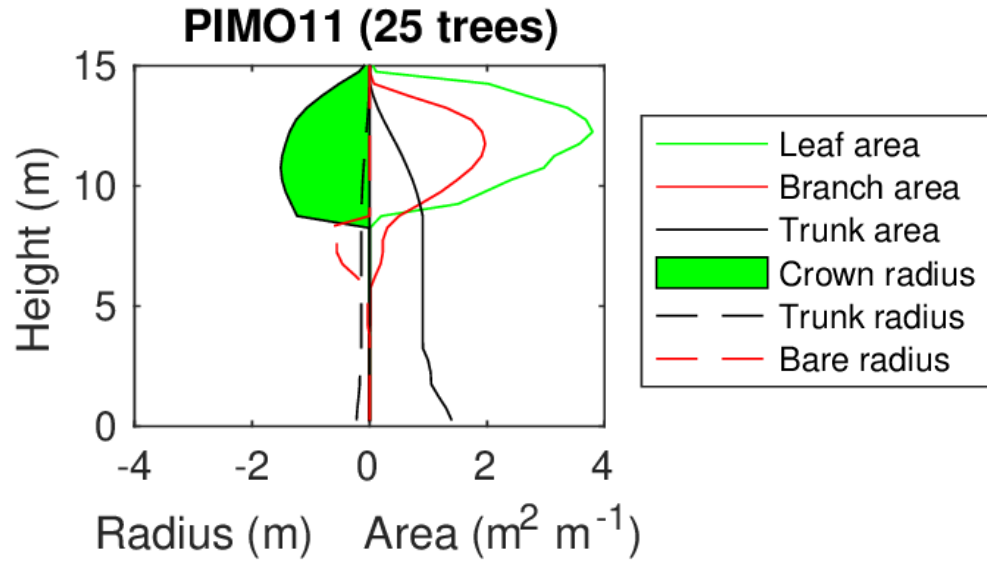 PIMO11 (25 trees)
15
10
5
0
Height (m)
-4 -2 0 2 4
Radius (m) Area (m² m⁻¹)
Leaf area
Branch area
Trunk area
Crown radius
Trunk radius
Bare radius